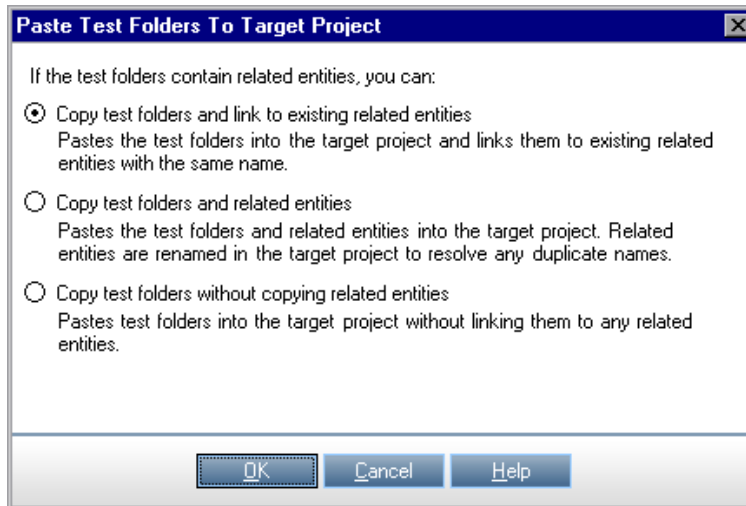 Paste Test Folders To Target Project
If the test folders contain related entities, you can:
Copy test folders and link to existing related entities
Pastes the test folders into the target project and links them to existing related
entities with the same name.
Copy test folders and related entities
Pastes the test folders and related entities into the target project. Related
entities are renamed in the target project to resolve any duplicate names.
Copy test folders without copying related entities
Pastes test folders into the target project without linking them to any related
entities.
OK Cancel Help